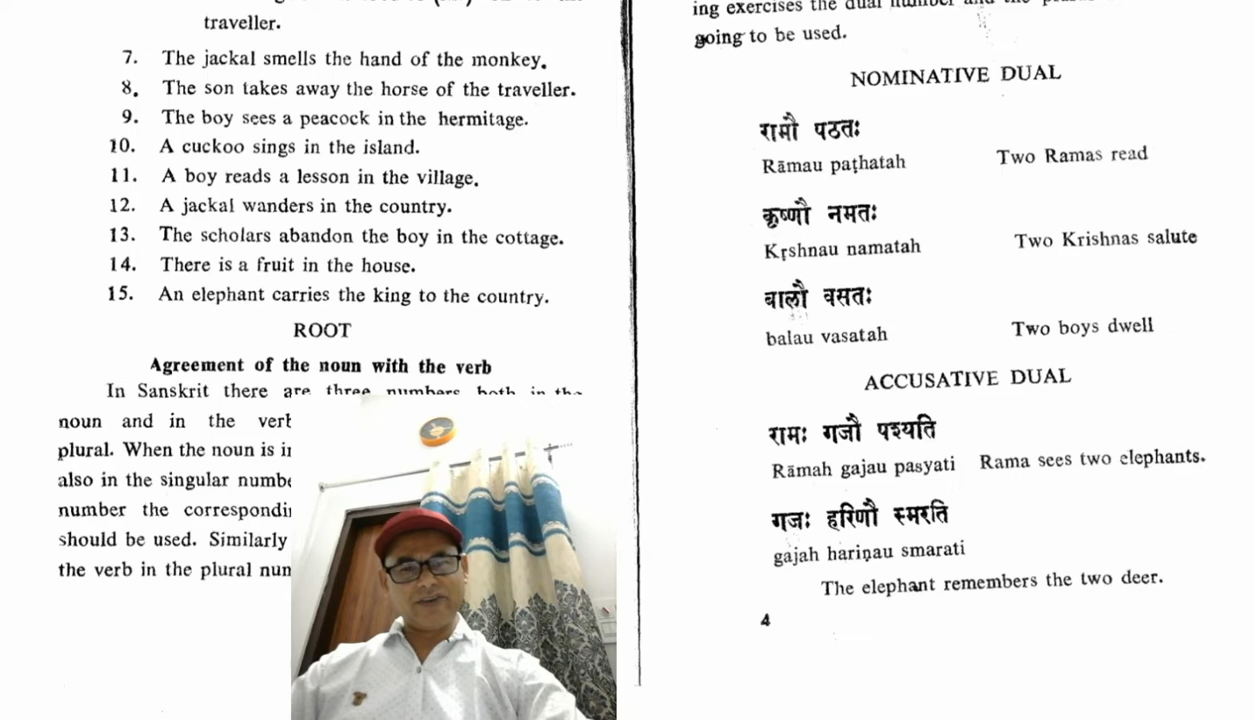 traveller.
7. The jackal smells the hand of the monkey.
8. The son takes away the horse of the traveller.
9. The boy sees a peacock in the hermitage.
10. A cuckoo sings in the island.
11. A boy reads a lesson in the village.
12. A jackal wanders in the country.
13. The scholars abandon the boy in the cottage.
14. There is a fruit in the house.
15. An elephant carries the king to the country.
ROOT
Agreement of the noun with the verb
In Sanskrit there are three numbers both in the
noun and in the verb
plural. When the noun is in
also in the singular numbe
number the correspondi
should be used. Similarly
the verb in the plural num
ing exercises the dual number and the
going to be used.
NOMINATIVE DUAL
रामौ पठतः
Rāmau paṭhatah Two Ramas read
कृष्णौ नमतः
Kṛshnau namatah Two Krishnas salute
बालौ वसतः
balau vasatah Two boys dwell
ACCUSATIVE DUAL
रामः गजौ पश्यति
Rāmah gajau pasyati Rama sees two elephants.
गजः हरिणौ स्मरति
gajah hariṇau smarati
The elephant remembers the two deer.
4